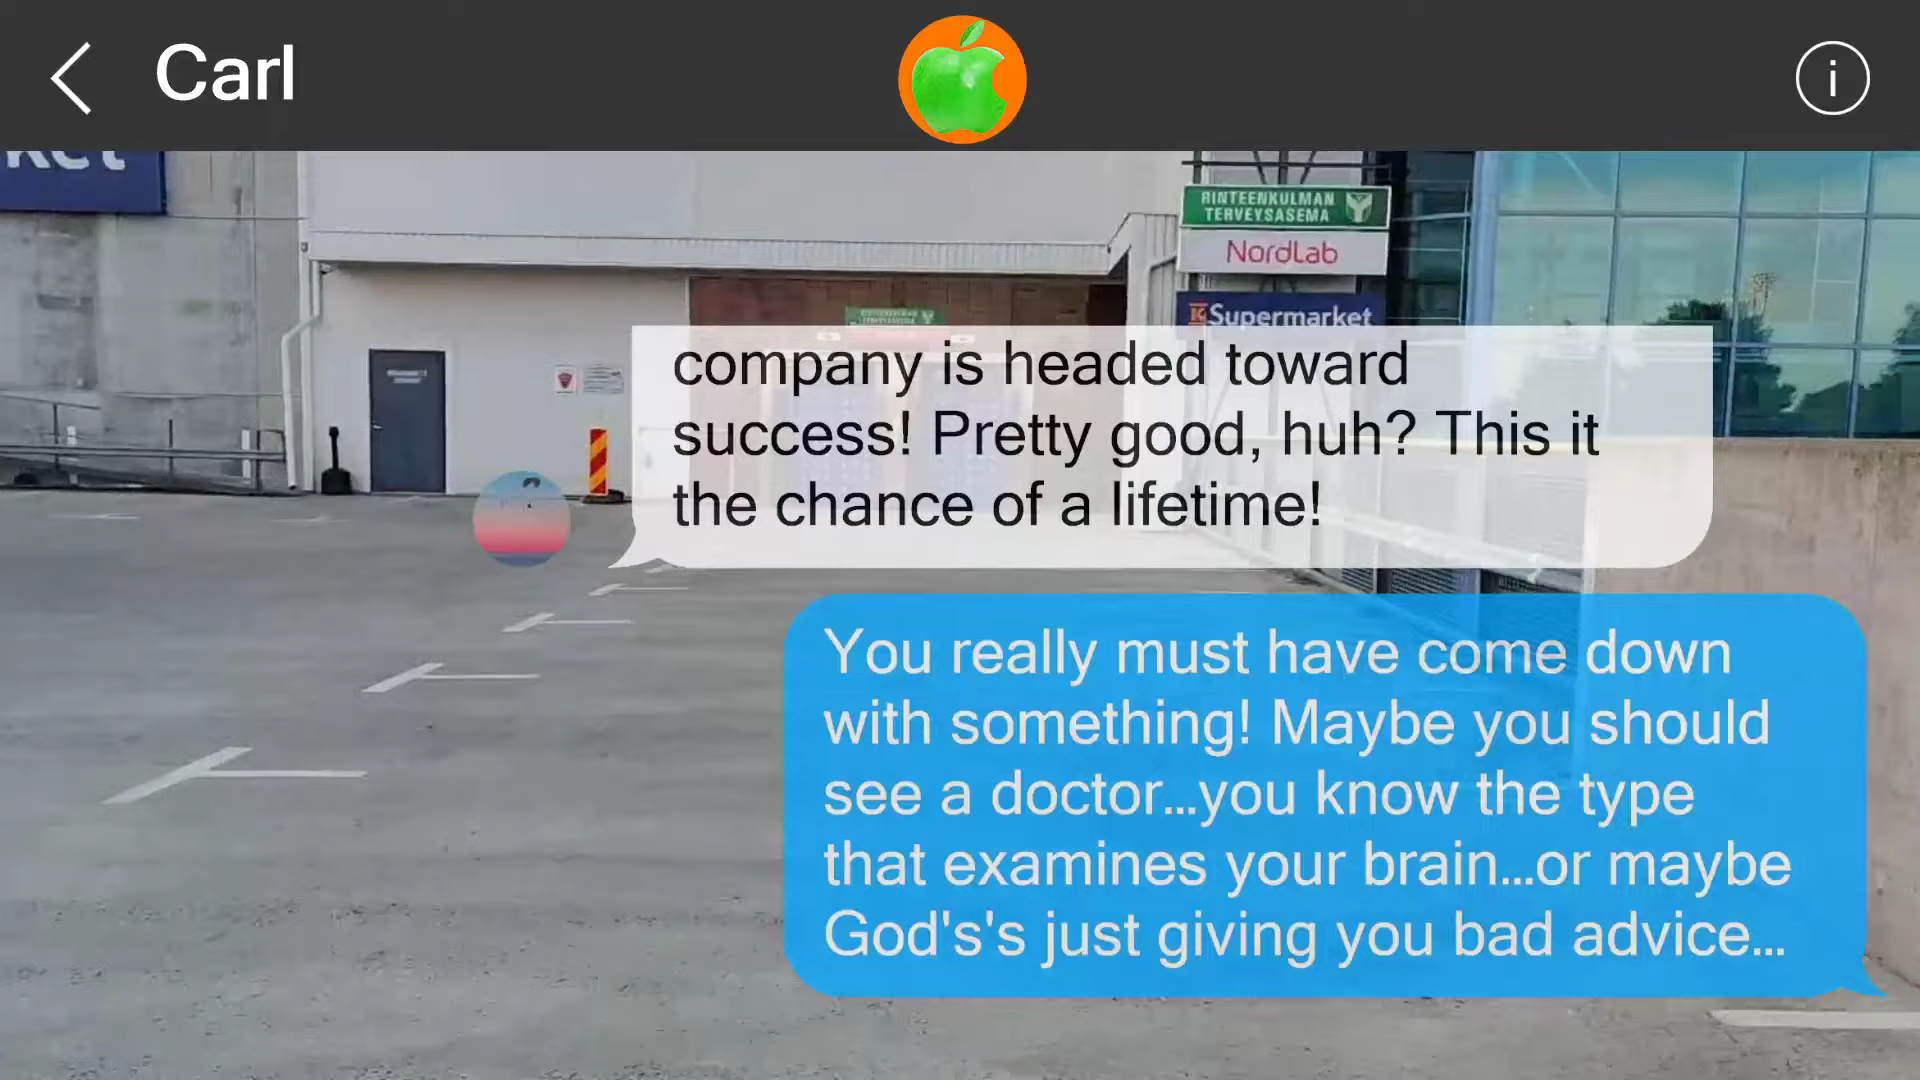 Carl
i
RINTEENKULMAN
TERVEYSASEMA
NordLab
K Supermarket
RINTEENKULMAN
TERVEYSASEMA
company is headed toward
success! Pretty good, huh? This it
the chance of a lifetime!
You really must have come down
with something! Maybe you should
see a doctor...you know the type
that examines your brain...or maybe
God's's just giving you bad advice...